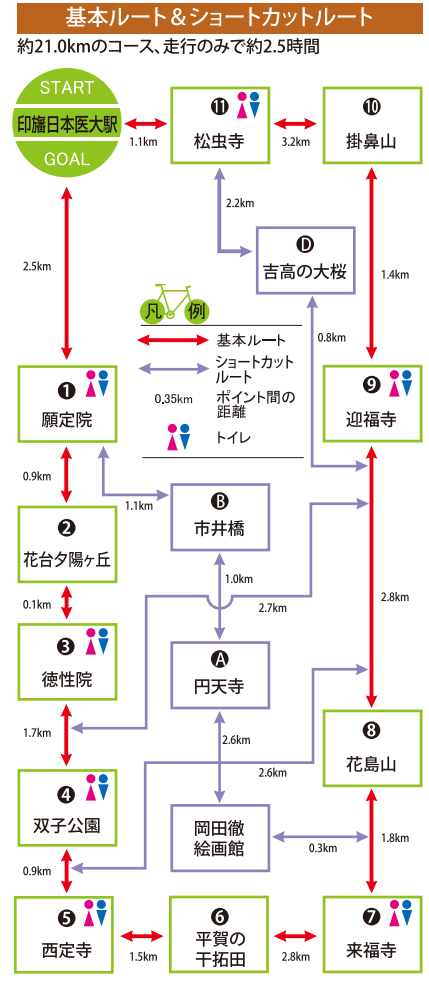 基本ルート＆ショートカットルート
約21.0kmのコース、走行のみで約2.5時間
START
印旛日本医大駅
GOAL
1.1km
⓫
松虫寺
3.2km
❿
掛鼻山
2.2km
D
吉高の大桜
2.5km
1.4km
0.8km
凡例
基本ルート
ショートカット
ルート
0,35km
ポイント間の
距離
トイレ
❶
願定院
❾
迎福寺
0.9km
1.1km
B
市井橋
❷
花台夕陽ヶ丘
1.0km
2.7km
2.8km
0.1km
❸
徳性院
A
円天寺
1.7km
2.6km
2.6km
❽
花島山
❹
双子公園
岡田徹
絵画館
0.3km
1.8km
0.9km
❺
西定寺
1.5km
❻
平賀の
干拓田
2.8km
❼
来福寺